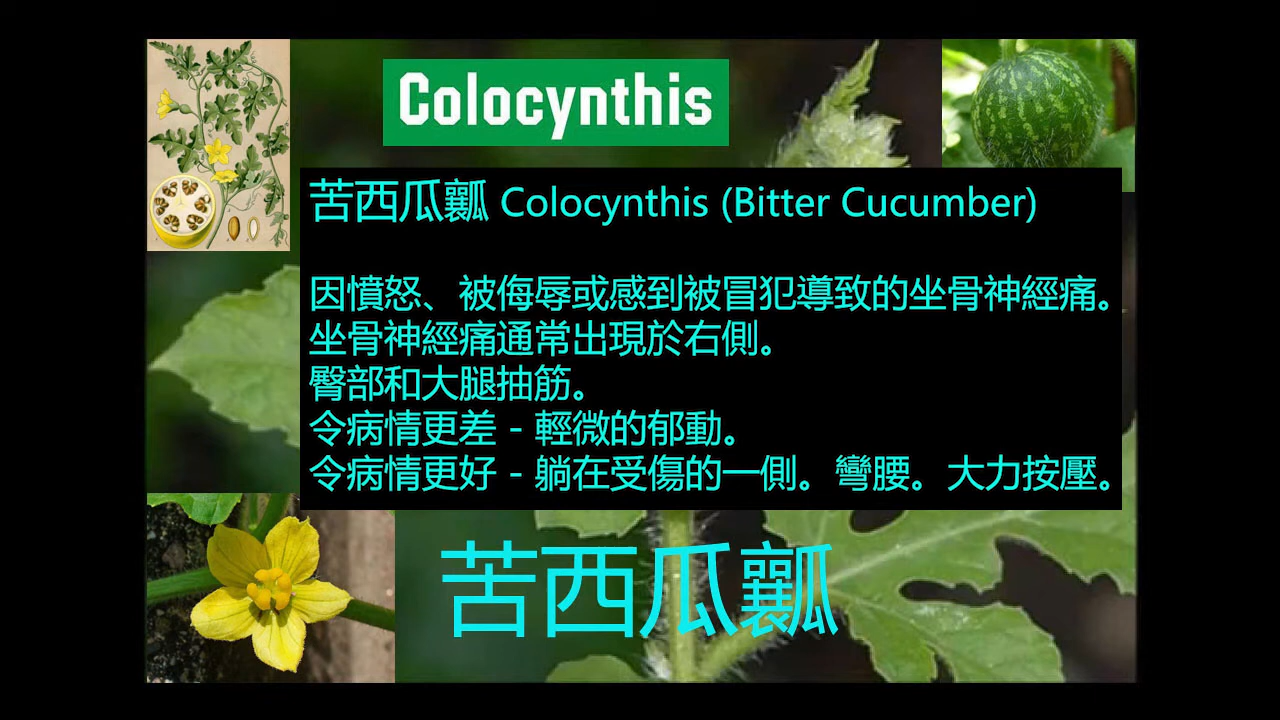 Colocynthis
苦西瓜瓤 Colocynthis (Bitter Cucumber)
因憤怒、被侮辱或感到被冒犯導致的坐骨神經痛。
坐骨神經痛通常出現於右側。
臀部和大腿抽筋。
令病情更差 - 輕微的郁動。
令病情更好 - 躺在受傷的一側。彎腰。大力按壓。
苦西瓜瓤